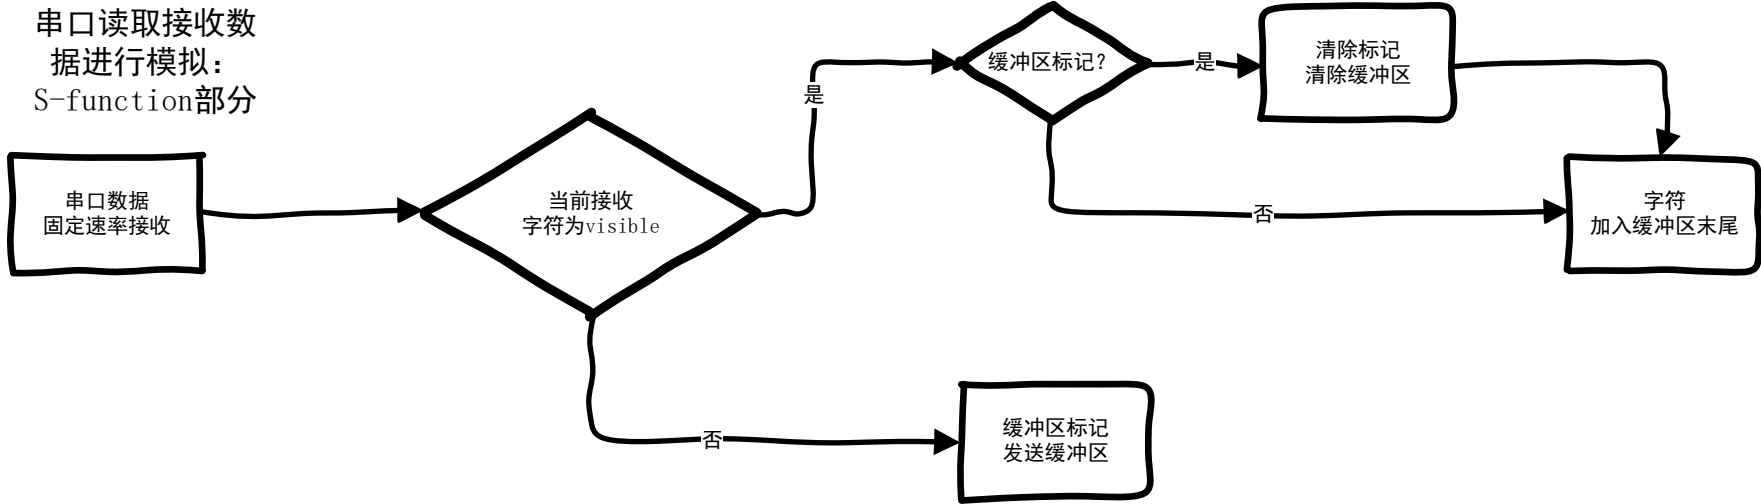 串口读取接收数
据进行模拟：
S-function部分
串口数据
固定速率接收
当前接收
字符为visible
是
缓冲区标记？
是
清除标记
清除缓冲区
否
字符
加入缓冲区末尾
否
缓冲区标记
发送缓冲区